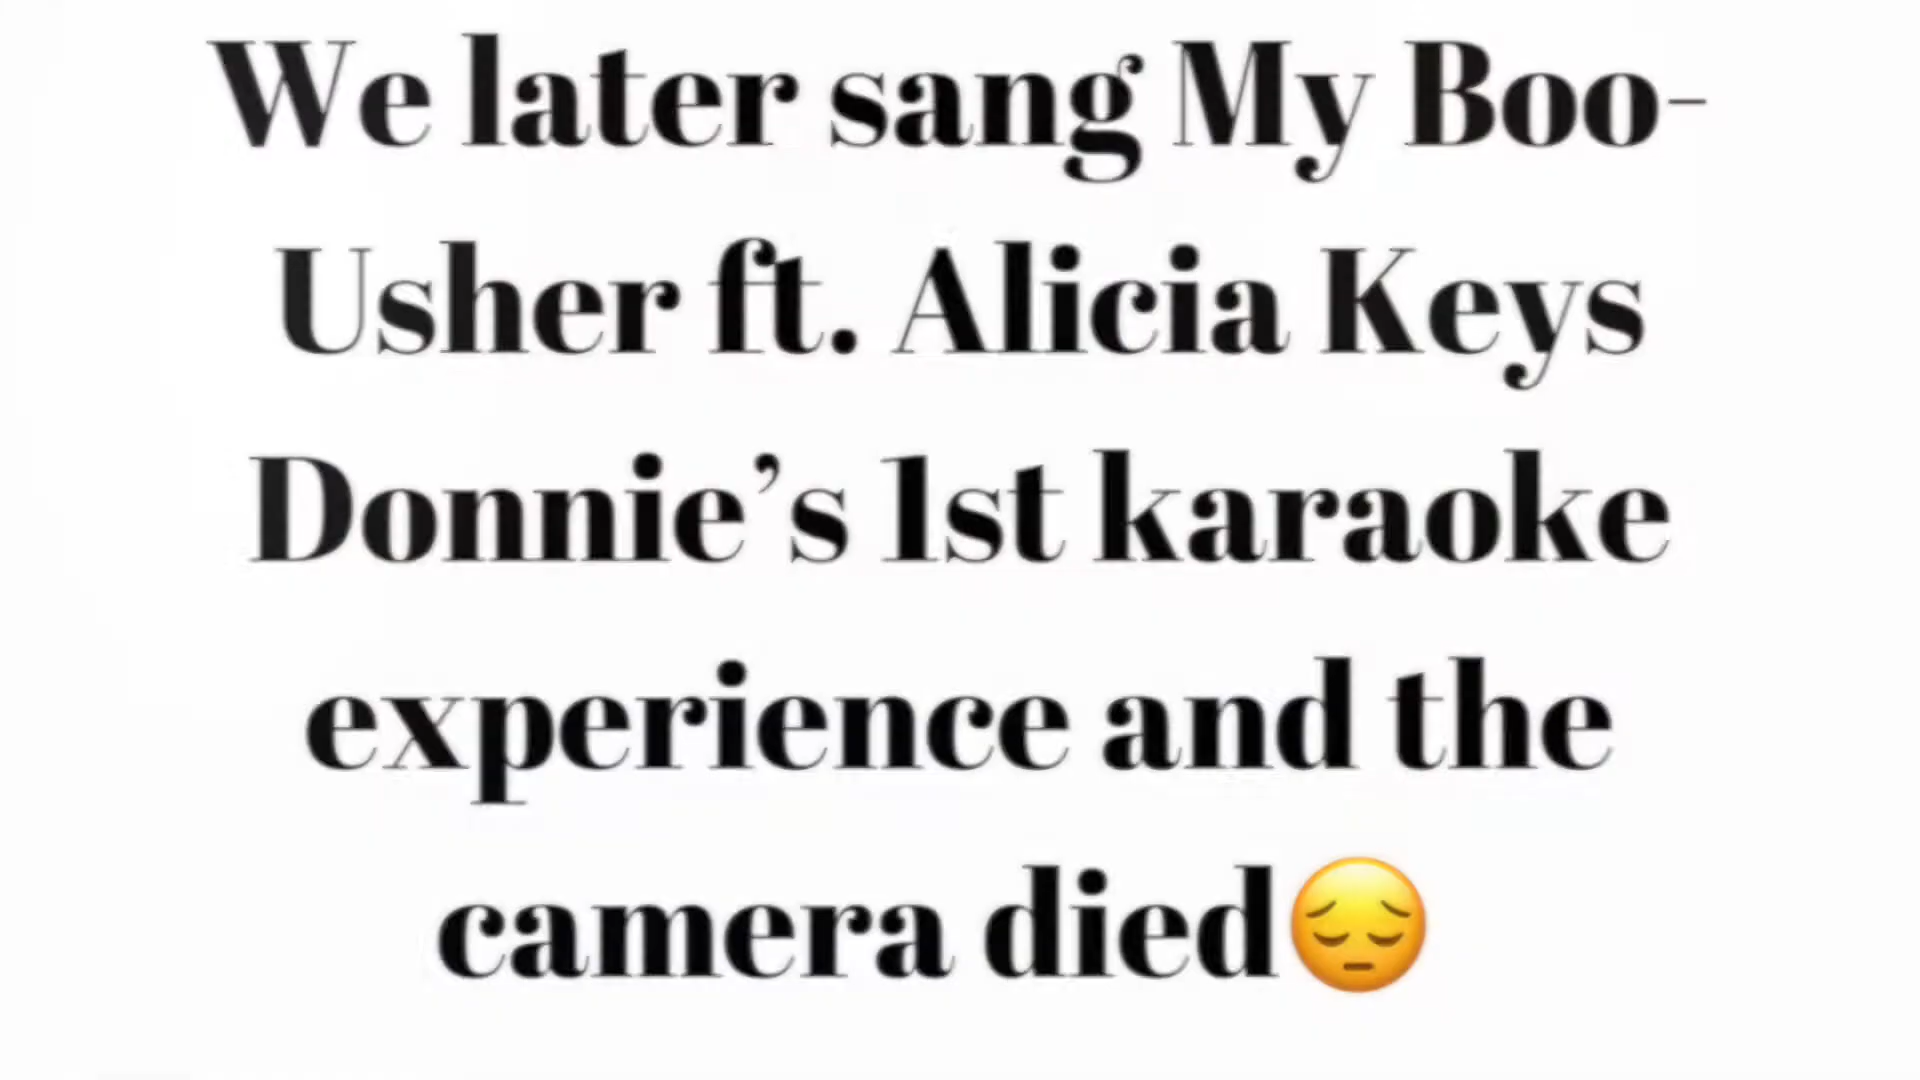 We later sang My Boo-
Usher ft. Alicia Keys
Donnie’s 1st karaoke
experience and the
camera died😔